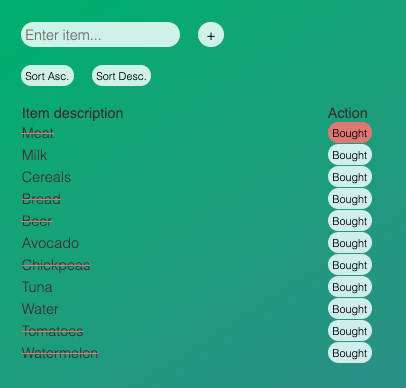 Enter item... +
Sort Asc. Sort Desc.
Item description Action
Meat Bought
Milk Bought
Cereals Bought
Bread Bought
Beer Bought
Avocado Bought
Chickpeas Bought
Tuna Bought
Water Bought
Tomatoes Bought
Watermelon Bought